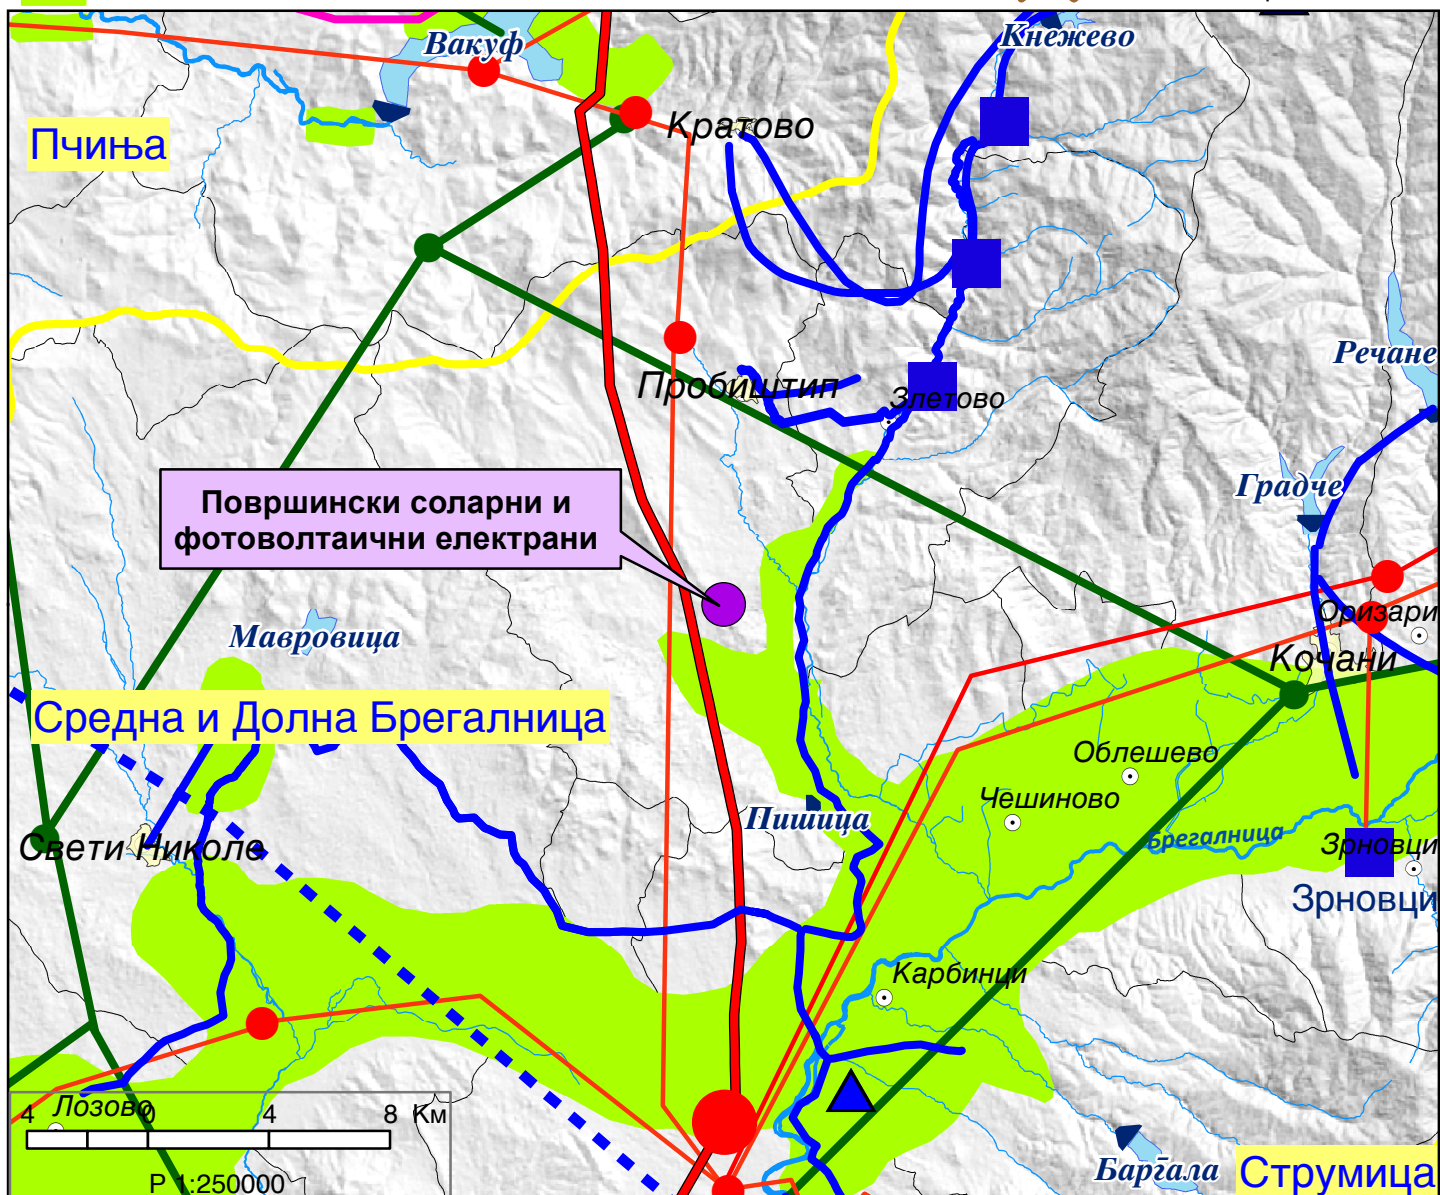 Вакуф
Кнежево
Пчиња
Кратово
Речане
Пробиштип
Злетово
Градче
Површински соларни и
фотоволтаични електрани
Оризари
Мавровица
Кочани
Средна и Долна Брегалница
Облешево
Чешиново
Пишица
Брегалница
Свети Николе
Зрновци
Зрновци
Карбинци
4 0 4 8 Км
Лозово
Р 1:250000
Баргала
Струмица